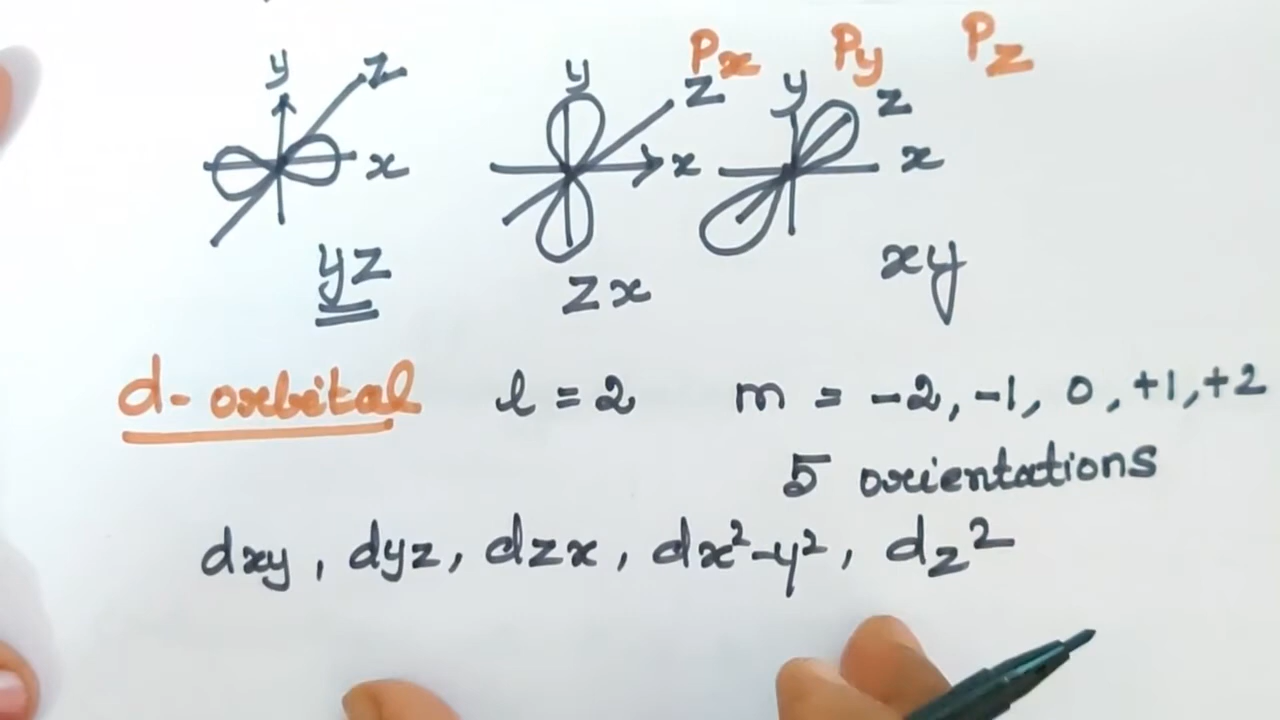 Px Py Pz
y z x
y z x
y z x
yz zx xy
d-orbital l = 2 m = -2, -1, 0, +1, +2
5 orientations
dxy, dyz, dzx, dx²-y², dz²